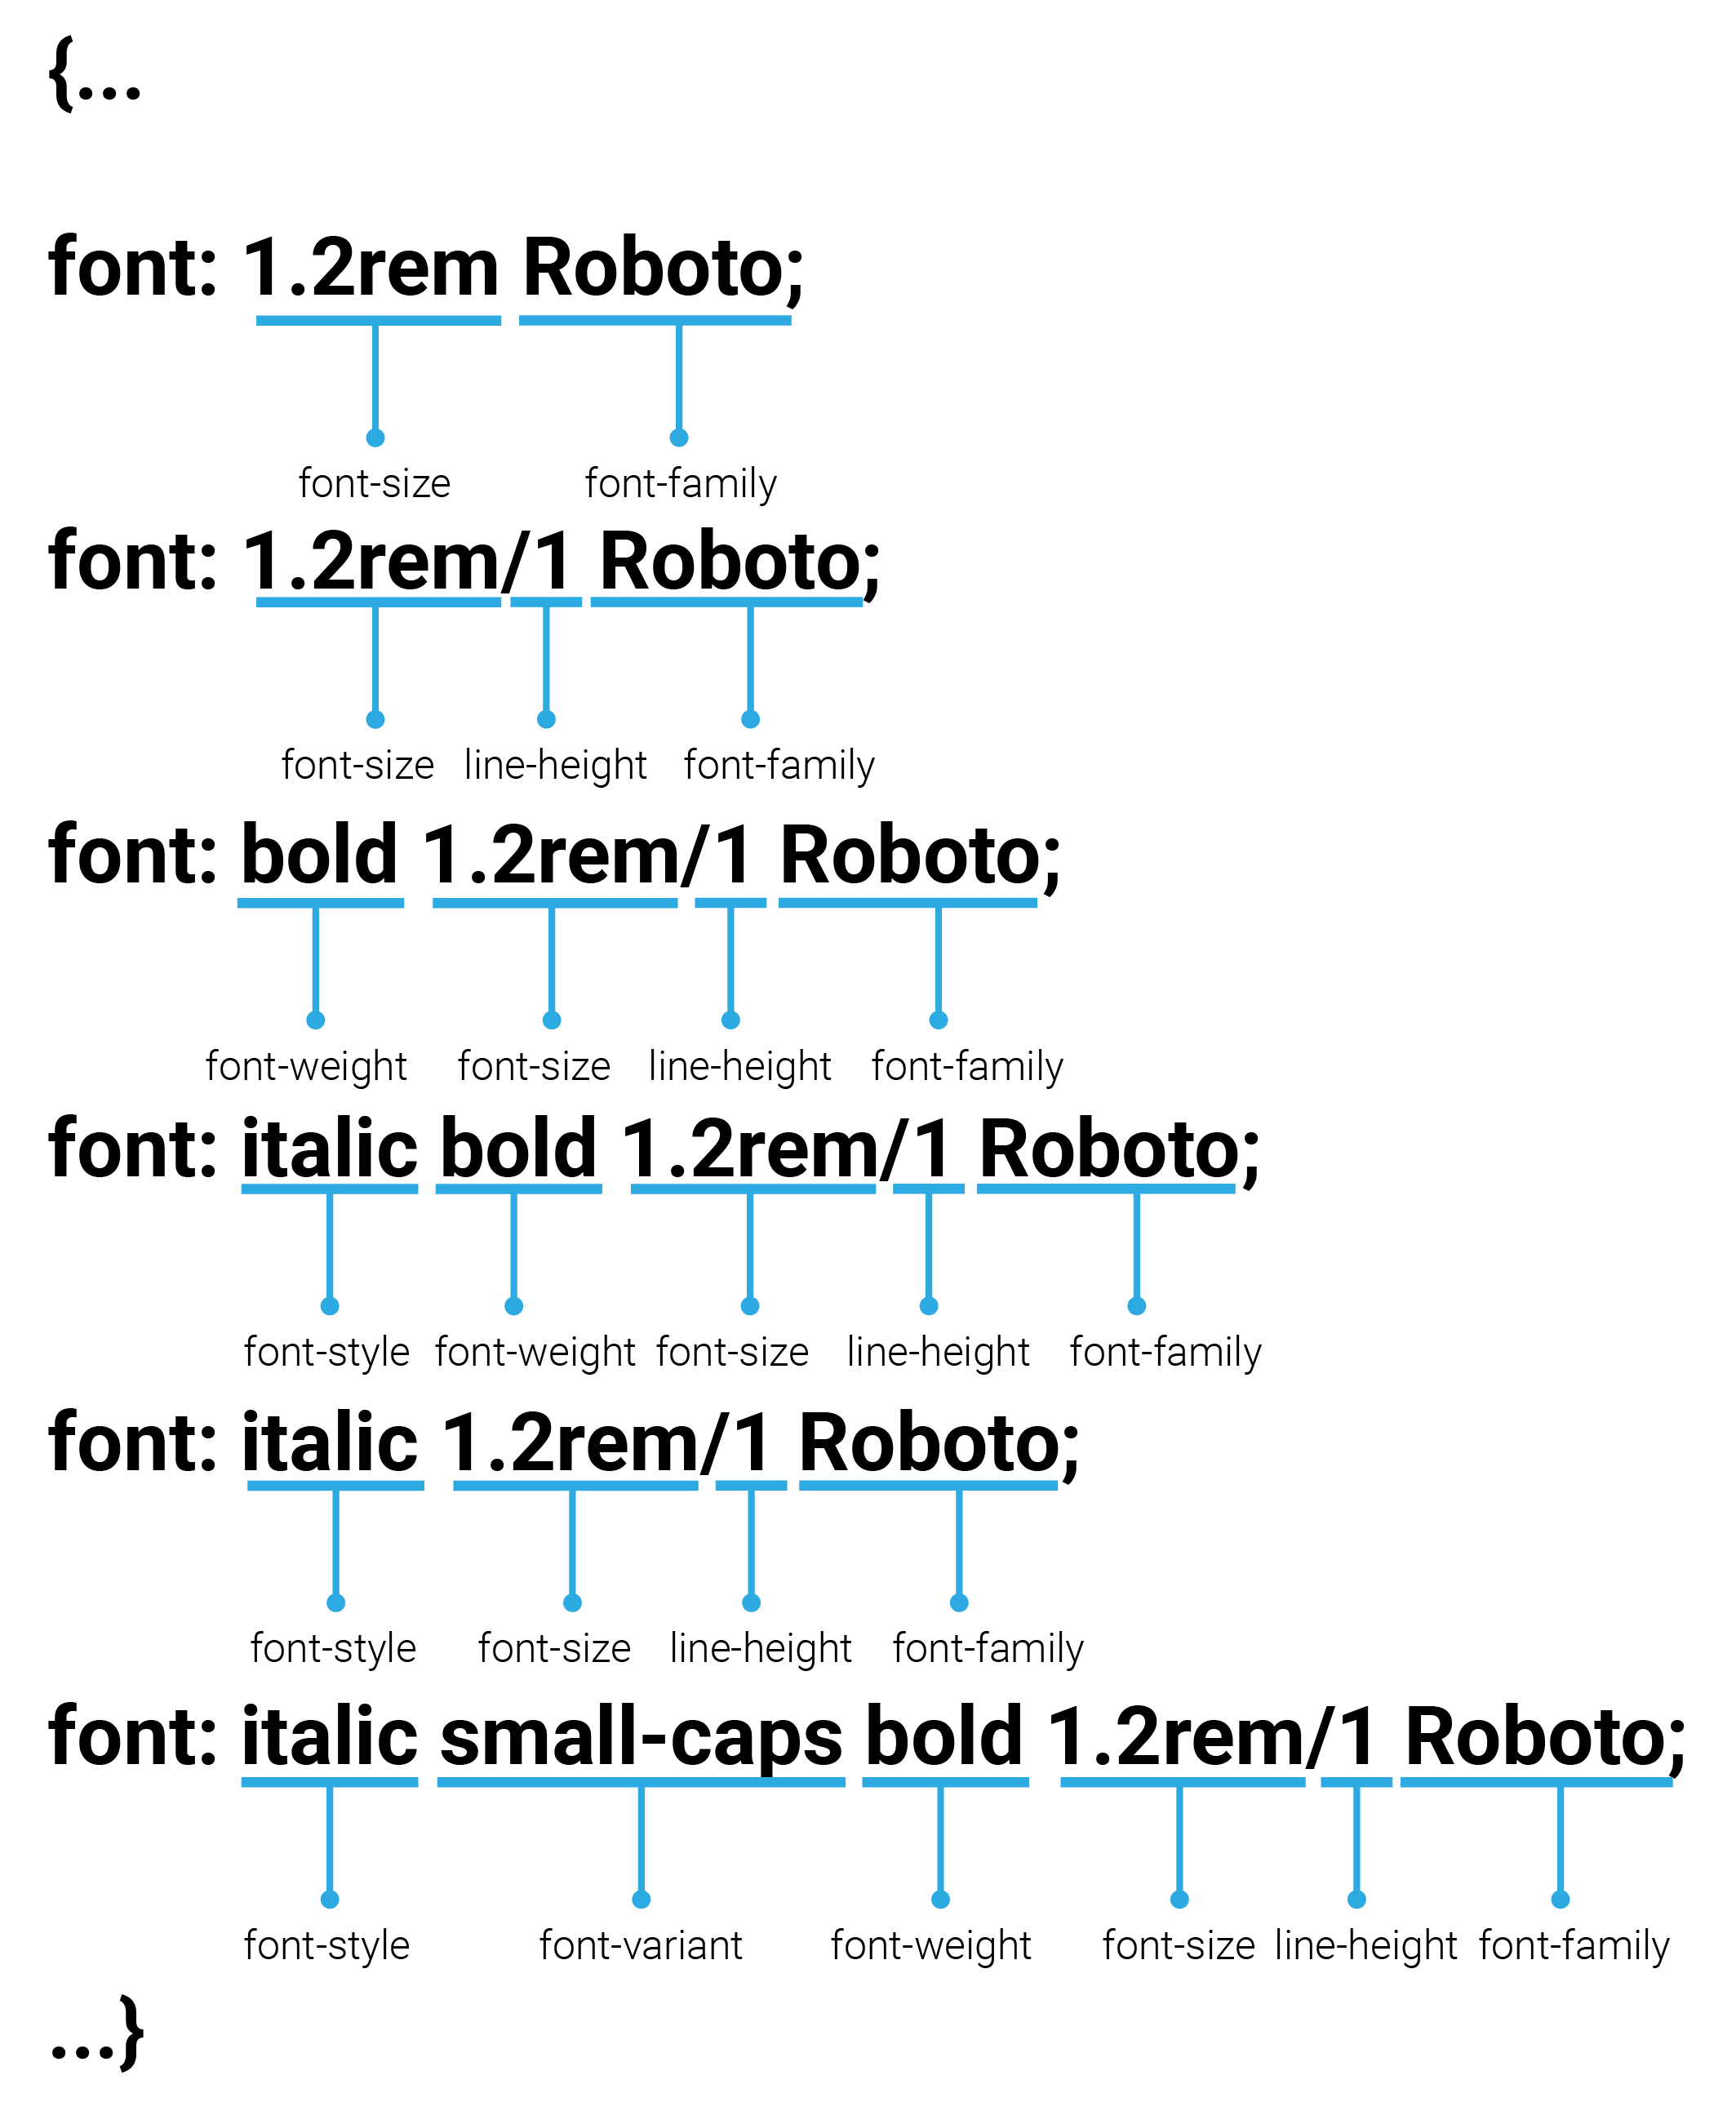 {...
font: 1.2rem Roboto;
font-size font-family
font: 1.2rem/1 Roboto;
font-size line-height font-family
font: bold 1.2rem/1 Roboto;
font-weight font-size line-height font-family
font: italic bold 1.2rem/1 Roboto;
font-style font-weight font-size line-height font-family
font: italic 1.2rem/1 Roboto;
font-style font-size line-height font-family
font: italic small-caps bold 1.2rem/1 Roboto;
font-style font-variant font-weight font-size line-height font-family
...}